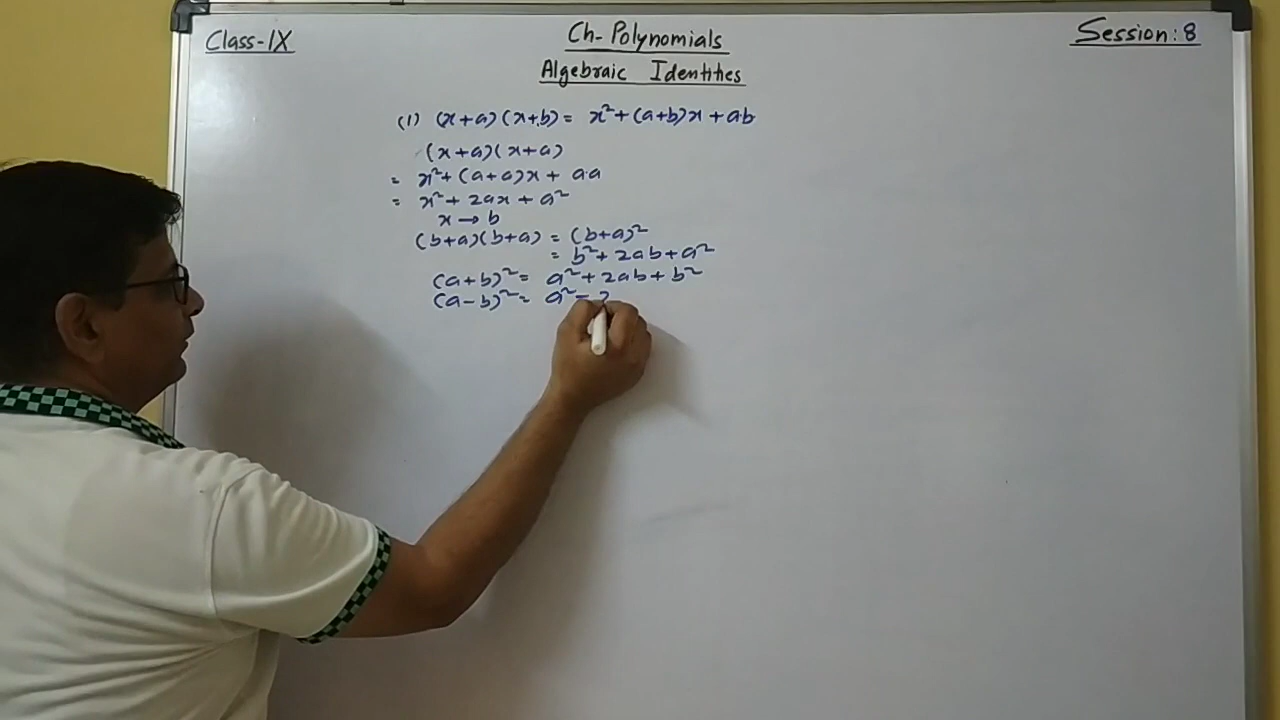 Class-IX
Ch- Polynomials
Session: 8
Algebraic Identities
(1) (x+a)(x+b) = x²+(a+b)x+ab
(x+a)(x+a)
= x²+(a+a)x+ a·a
= x²+2ax+a²
x → b
(b+a)(b+a) = (b+a)²
= b²+2ab+a²
(a+b)² = a²+2ab+b²
(a-b)² = a²-2